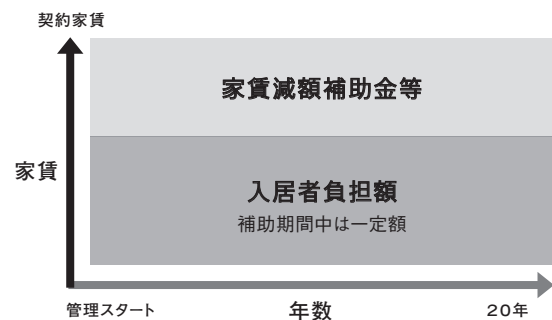 契約家賃
家賃減額補助金等
家賃
入居者負担額
補助期間中は一定額
管理スタート
年数
20年